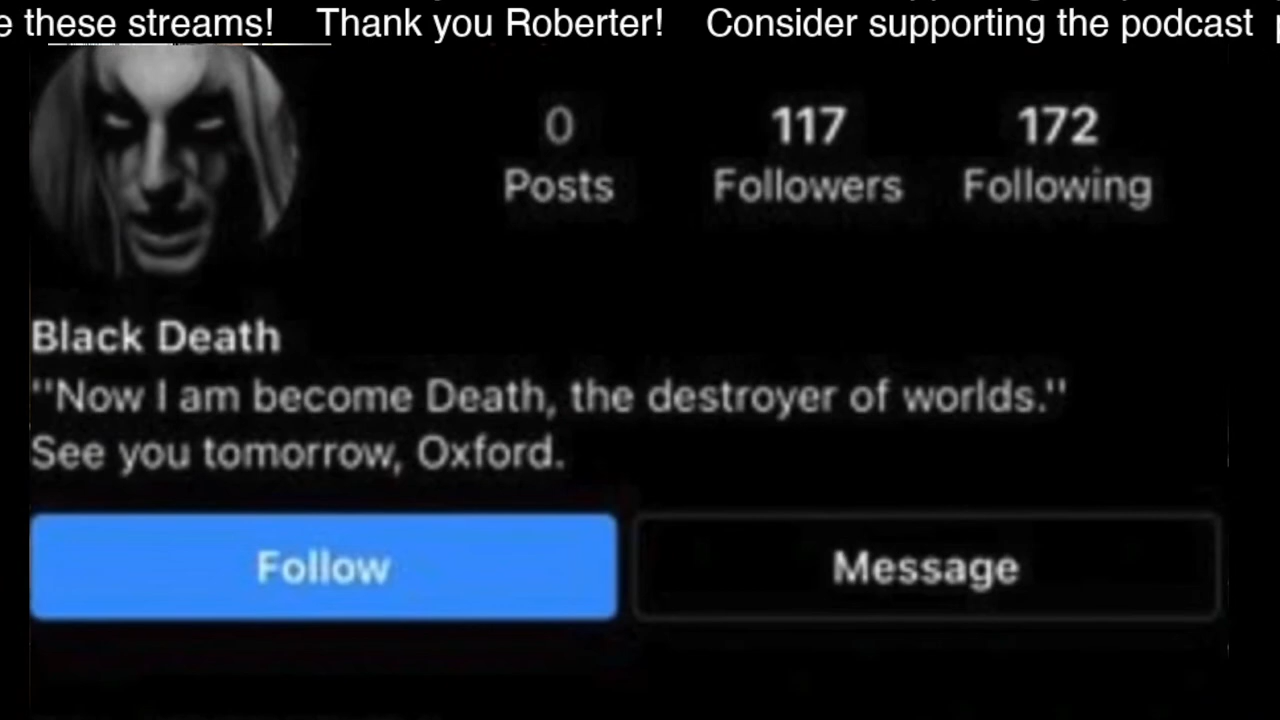 e these streams! Thank you Roberter! Consider supporting the podcast
0 117 172
Posts Followers Following
Black Death
''Now I am become Death, the destroyer of worlds.''
See you tomorrow, Oxford.
Follow Message